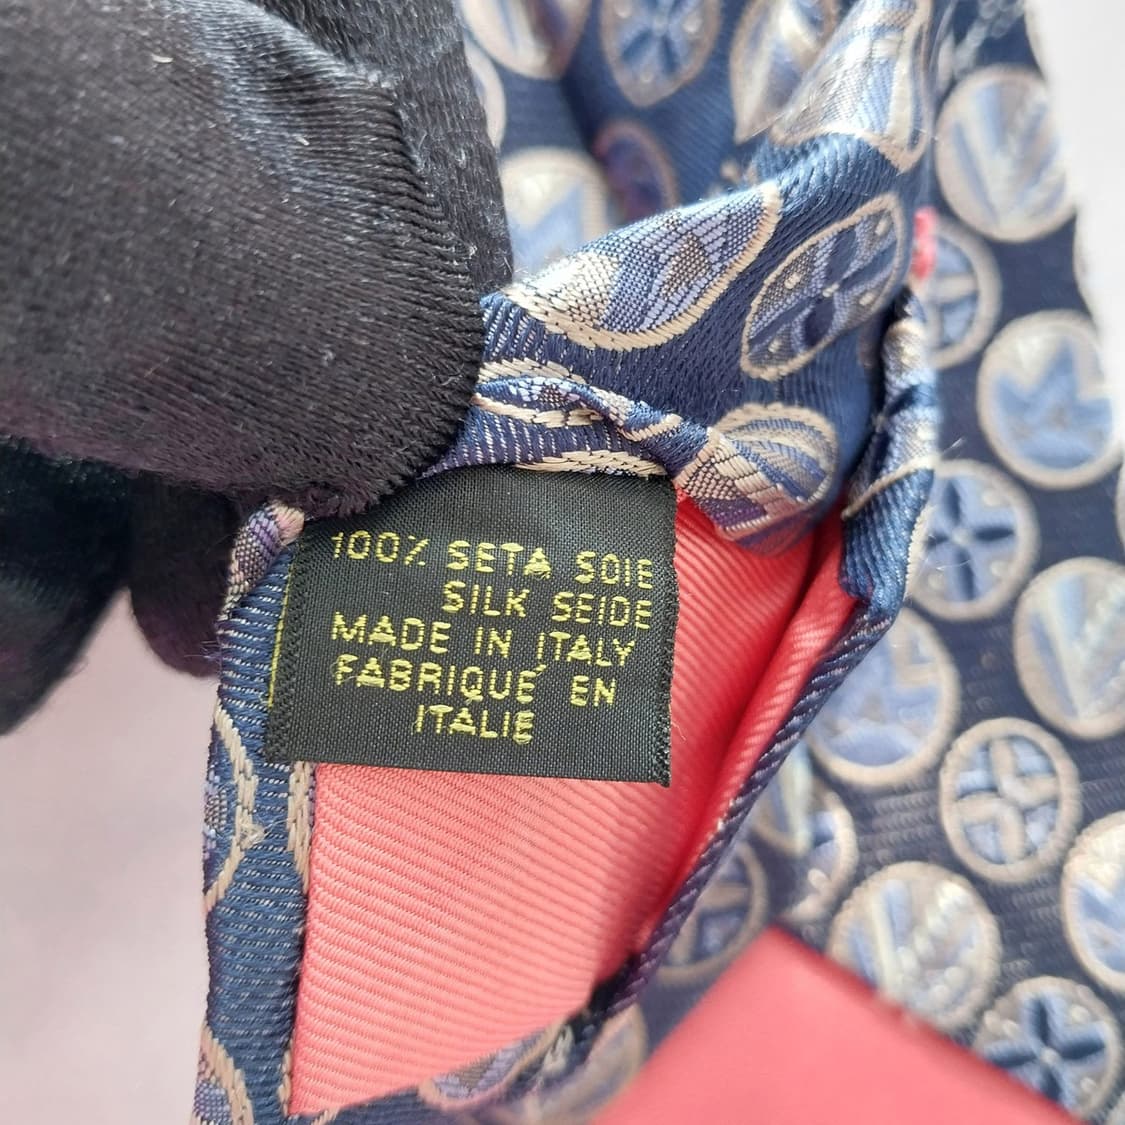 100% SETA SOIE
SILK SEIDE
MADE IN ITALY
FABRIQUÉ EN
ITALIE